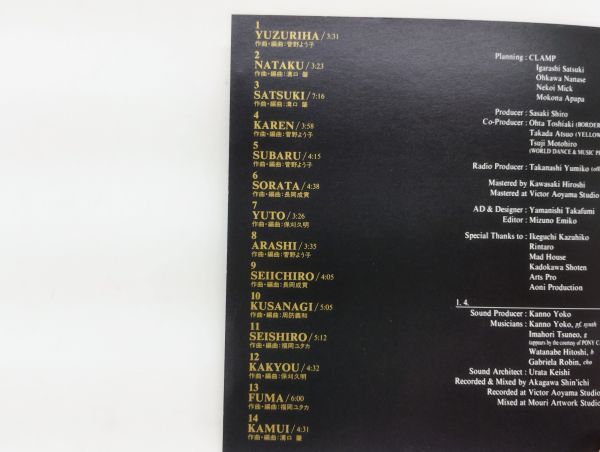 1
YUZURIHA/3:31
作曲・編曲:菅野よう子
2
NATAKU/3:23
作曲・編曲:溝口 肇
3
SATSUKI/7:16
作曲・編曲:溝口 肇
4
KAREN/3:58
作曲・編曲:菅野よう子
5
SUBARU/4:15
作曲・編曲:菅野よう子
6
SORATA/4:38
作曲・編曲:長岡成貢
7
YUTO/3:26
作曲・編曲:保刈久明
8
ARASHI/3:35
作曲・編曲:菅野よう子
9
SEIICHIRO/4:05
作曲・編曲:長岡成貢
10
KUSANAGI/5:05
作曲・編曲:周防義和
11
SEISHIRO/5:12
作曲・編曲:福岡ユタカ
12
KAKYOU/4:32
作曲・編曲:保刈久明
13
FUMA/6:00
作曲・編曲:福岡ユタカ
14
KAMUI/4:31
作曲・編曲:溝口 肇
Planning : CLAMP
Igarashi Satsuki
Ohkawa Nanase
Nekoi Mick
Mokona Apapa
Producer : Sasaki Shiro
Co-Producer : Ohta Toshiaki (BORDER
Takada Atsuo (YELLOW
Tsuji Motohiro
(WORLD DANCE & MUSIC P
Radio Producer : Takanashi Yumiko
Mastered by Kawasaki Hiroshi
Mastered at Victor Aoyama Studio
AD & Designer : Yamanishi Takafumi
Editor : Mizuno Emiko
Special Thanks to : Ikeguchi Kazuhiko
Rintaro
Mad House
Kadokawa Shoten
Arts Pro
Aoni Production
1. 4.
Sound Producer : Kanno Yoko
Musicians : Kanno Yoko, pf, synth
Imahori Tsuneo, g
(appears by the courtesy of PONY C
Watanabe Hitoshi, b
Gabriela Robin, cho
Sound Architect : Urata Keishi
Recorded & Mixed by Akagawa Shin'ichi
Recorded at Victor Aoyama Studio
Mixed at Mouri Artwork Studio